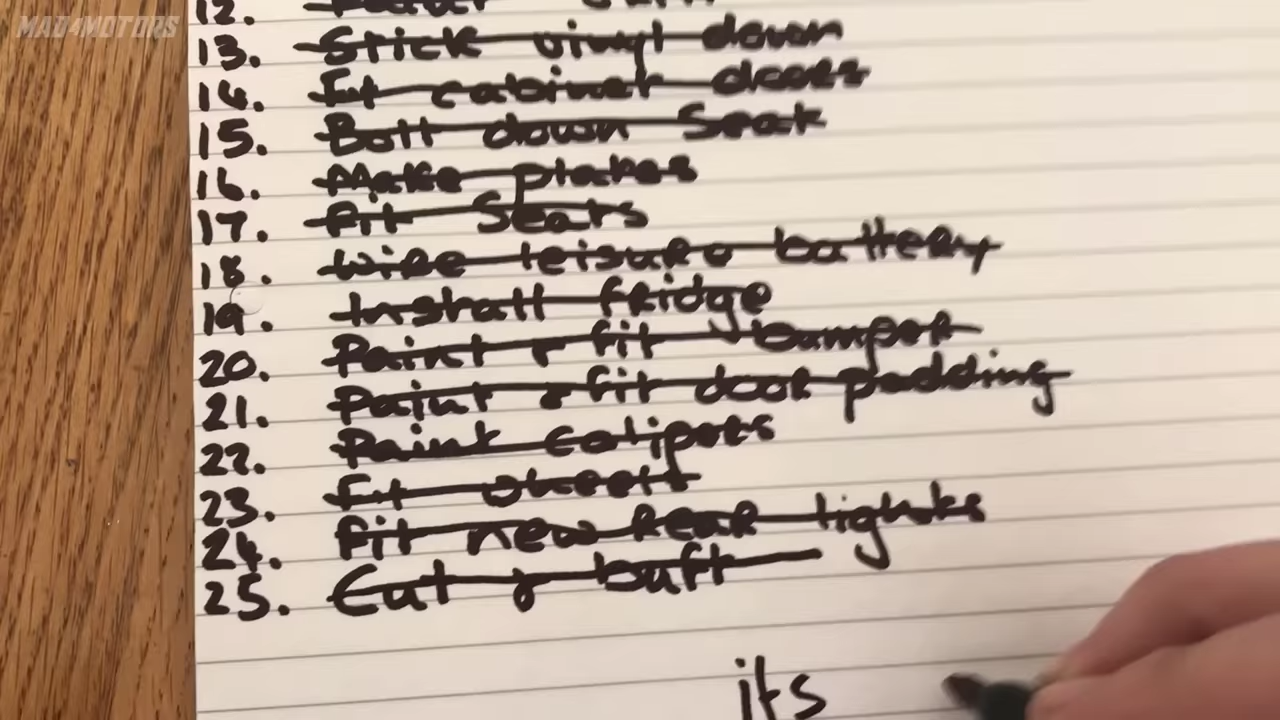 MAD4MOTORS
12.
13. Stick vinyl down
14. Fit cabinet doors
15. Bolt down Seat
16. Make plates
17. Fit Seats
18. Wire leisure battery
19. Install fridge
20. Paint & fit bumper
21. Paint & fit door padding
22. Paint calipers
23. Fit wheels
24. Fit new rear lights
25. Cut & buff
its